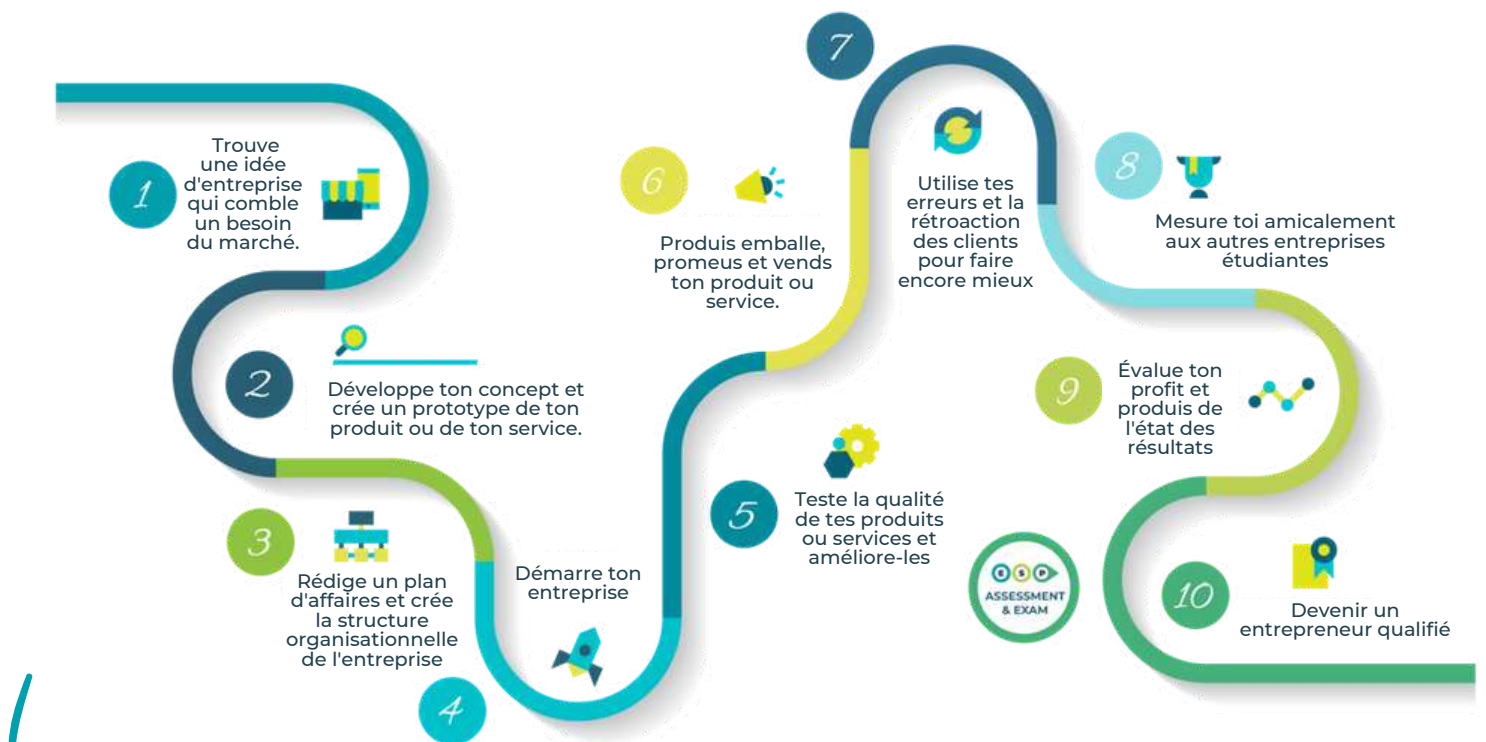 1
Trouve
une idée
d'entreprise
qui comble
un besoin
du marché.
2
Développe ton concept et
crée un prototype de ton
produit ou de ton service.
3
Rédige un plan
d'affaires et crée
la structure
organisationnelle
de l'entreprise
4
Démarre ton
entreprise
5
Teste la qualité
de tes produits
ou services et
améliore-les
6
Produis emballe,
promeus et vends
ton produit ou
service.
7
Utilise tes
erreurs et la
rétroaction
des clients
pour faire
encore mieux
8
Mesure toi amicalement
aux autres entreprises
étudiantes
9
Évalue ton
profit et
produis de
l'état des
résultats
ESP
ASSESSMENT
& EXAM
10
Devenir un
entrepreneur qualifié